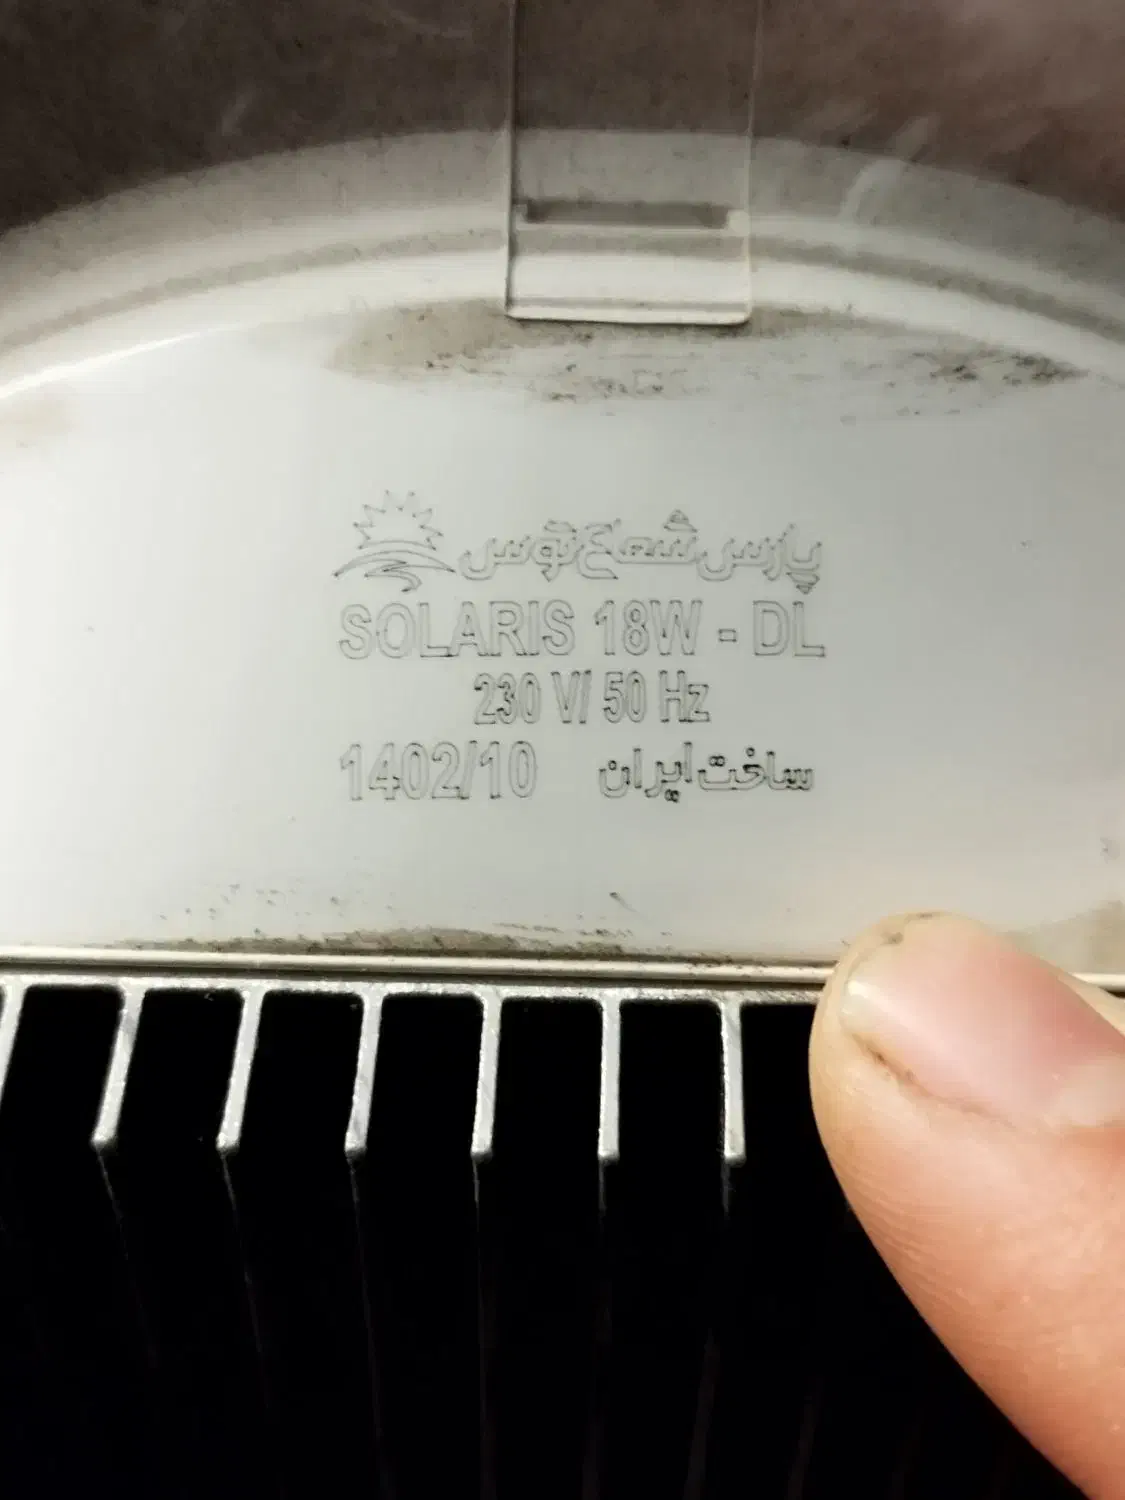 پارس شعاع توس
SOLARIS 18W - DL
230 V/ 50 Hz
1402/10 ساخت ایران